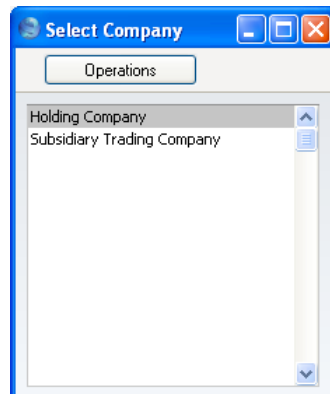 Select Company
Operations
Holding Company
Subsidiary Trading Company